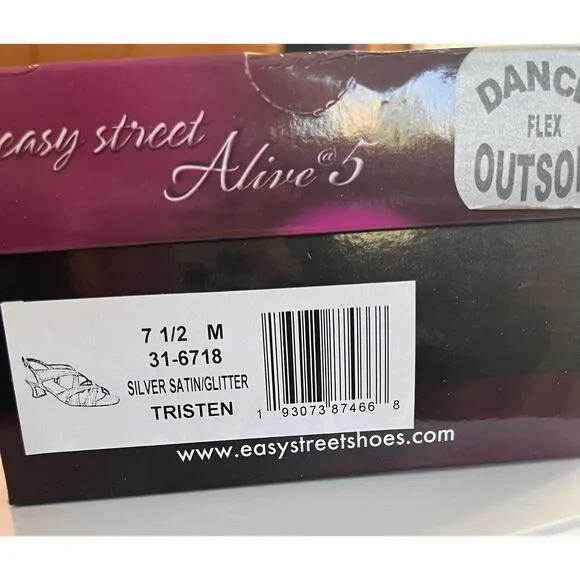 easy street
Alive@5
DANCE
FLEX
OUTSO
7 1/2 M
31-6718
SILVER SATIN/GLITTER
TRISTEN
1 93073 87466 8
www.easystreetshoes.com